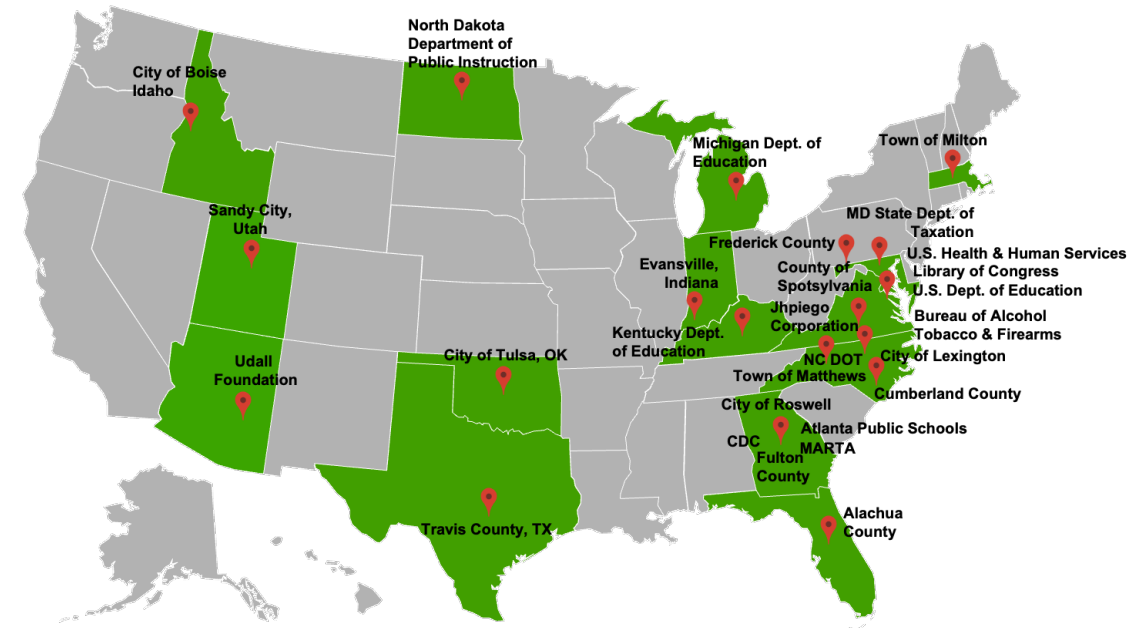 North Dakota
Department of
Public Instruction
City of Boise
Idaho
Town of Milton
Michigan Dept. of
Education
Sandy City,
Utah
MD State Dept. of
Taxation
Frederick County
U.S. Health & Human Services
Evansville,
Indiana
County of
Spotsylvania
Library of Congress
U.S. Dept. of Education
Jhpiego
Corporation
Bureau of Alcohol
Tobacco & Firearms
Kentucky Dept.
of Education
City of Tulsa, OK
NC DOT
City of Lexington
Udall
Foundation
Town of Matthews
Cumberland County
City of Roswell
Atlanta Public Schools
CDC
MARTA
Fulton
County
Travis County, TX
Alachua
County